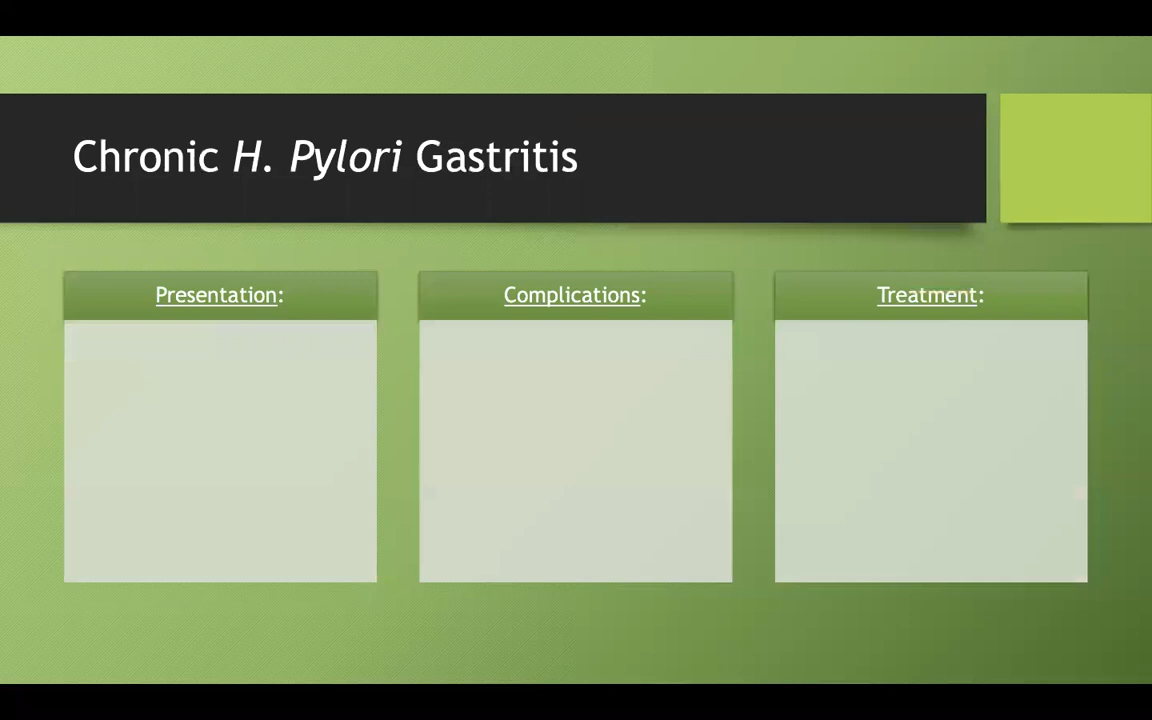 Chronic H. Pylori Gastritis
Presentation:
Complications:
Treatment: